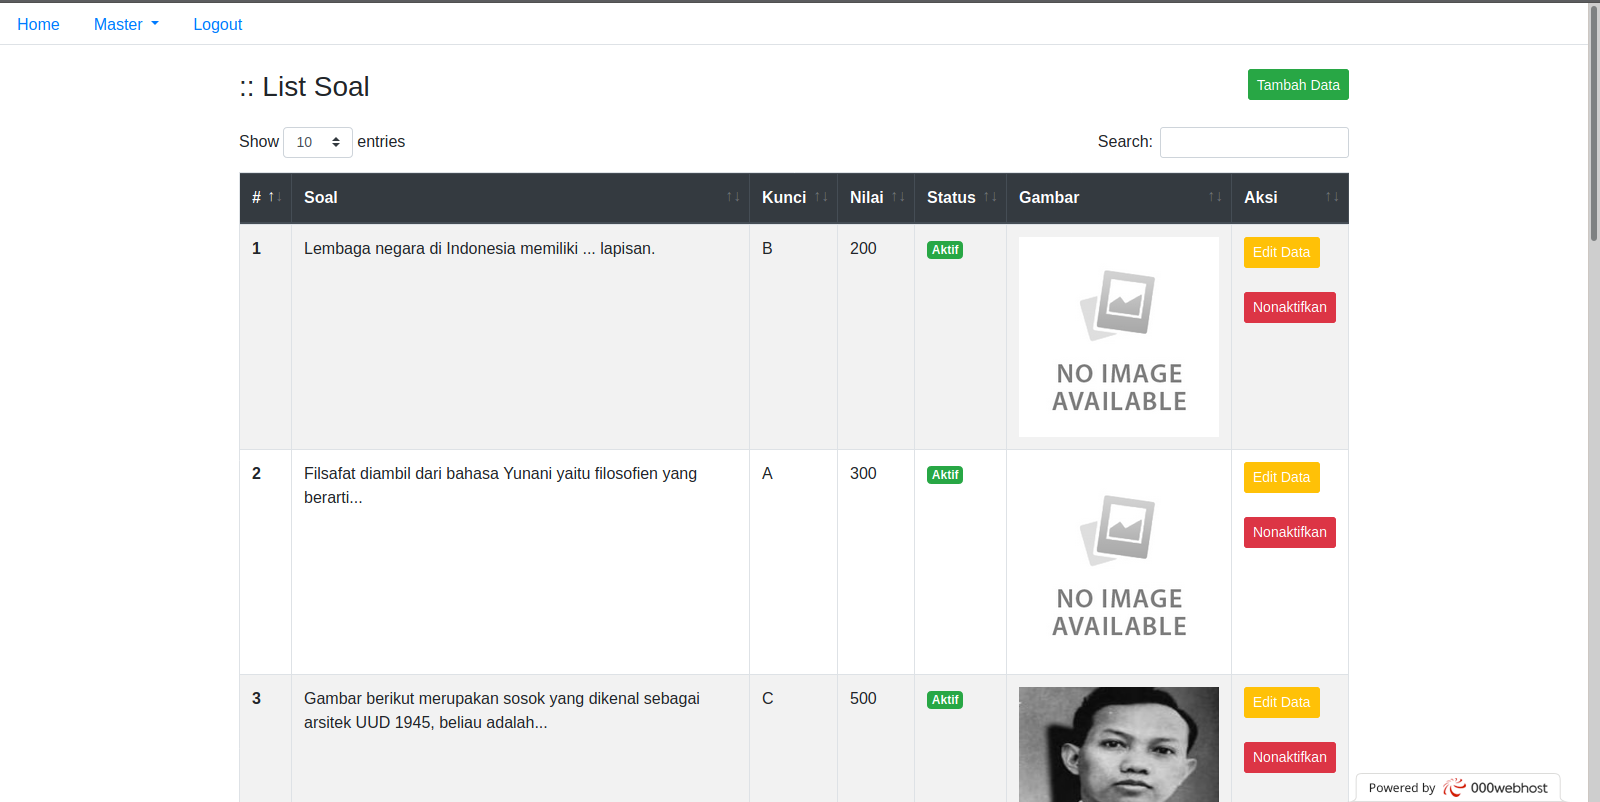 Home Master Logout
:: List Soal Tambah Data
Show 10 entries Search:
# Soal Kunci Nilai Status Gambar Aksi
1 Lembaga negara di Indonesia memiliki ... lapisan. B 200 Aktif Edit Data
Nonaktifkan
NO IMAGE
AVAILABLE
2 Filsafat diambil dari bahasa Yunani yaitu filosofien yang A 300 Aktif Edit Data
berarti...
Nonaktifkan
NO IMAGE
AVAILABLE
3 Gambar berikut merupakan sosok yang dikenal sebagai C 500 Aktif Edit Data
arsitek UUD 1945, beliau adalah...
Nonaktifkan
Powered by 000webhost